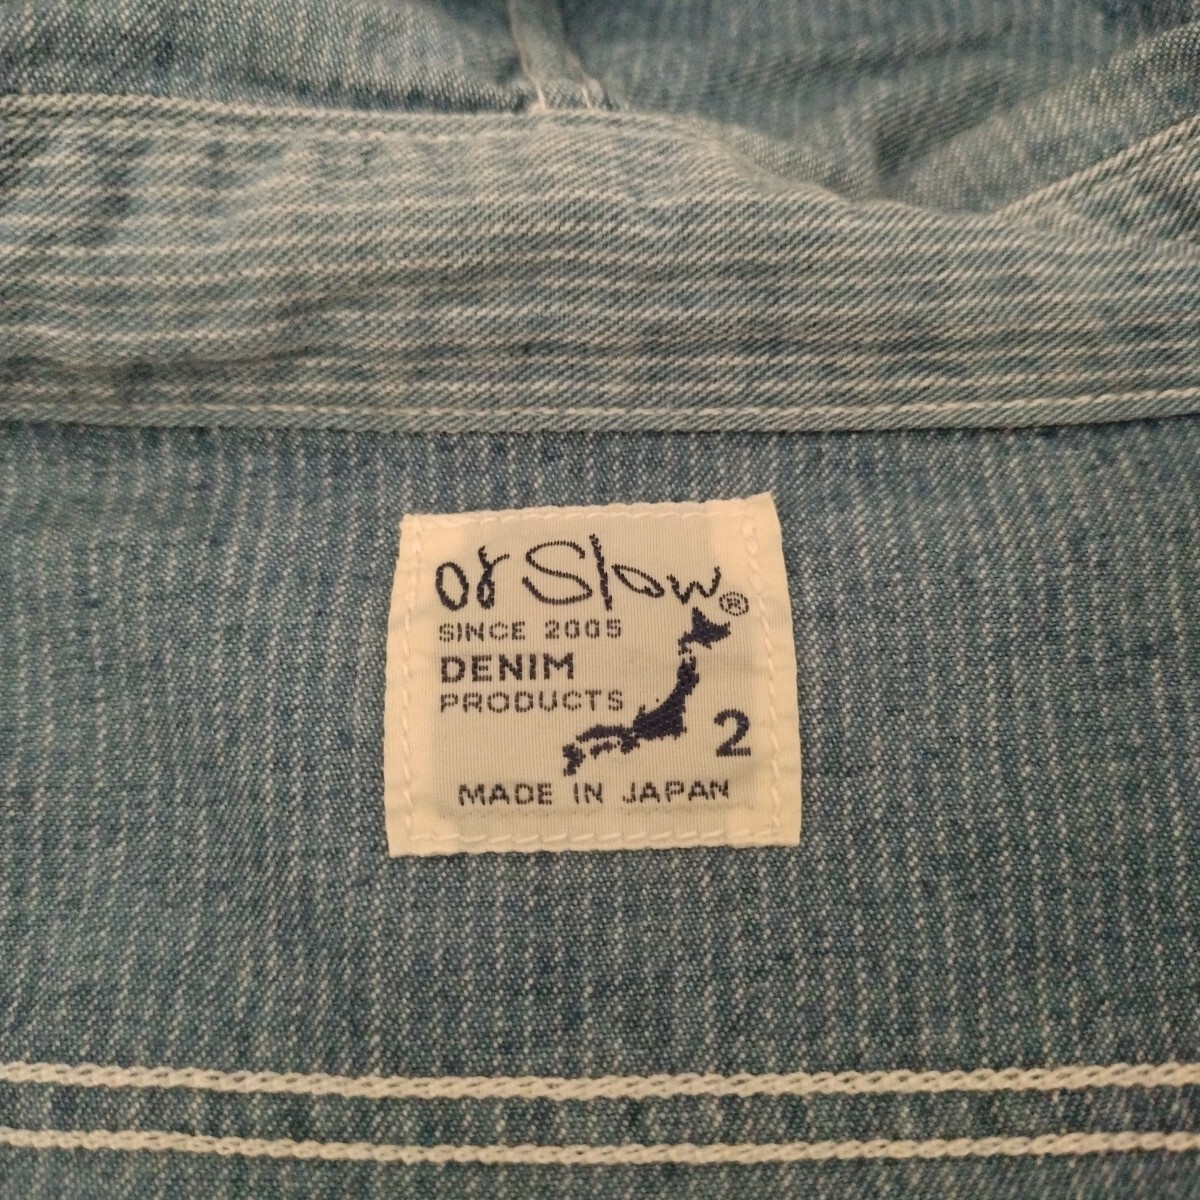 or Slow®
SINCE 2005
DENIM
PRODUCTS
2
MADE IN JAPAN